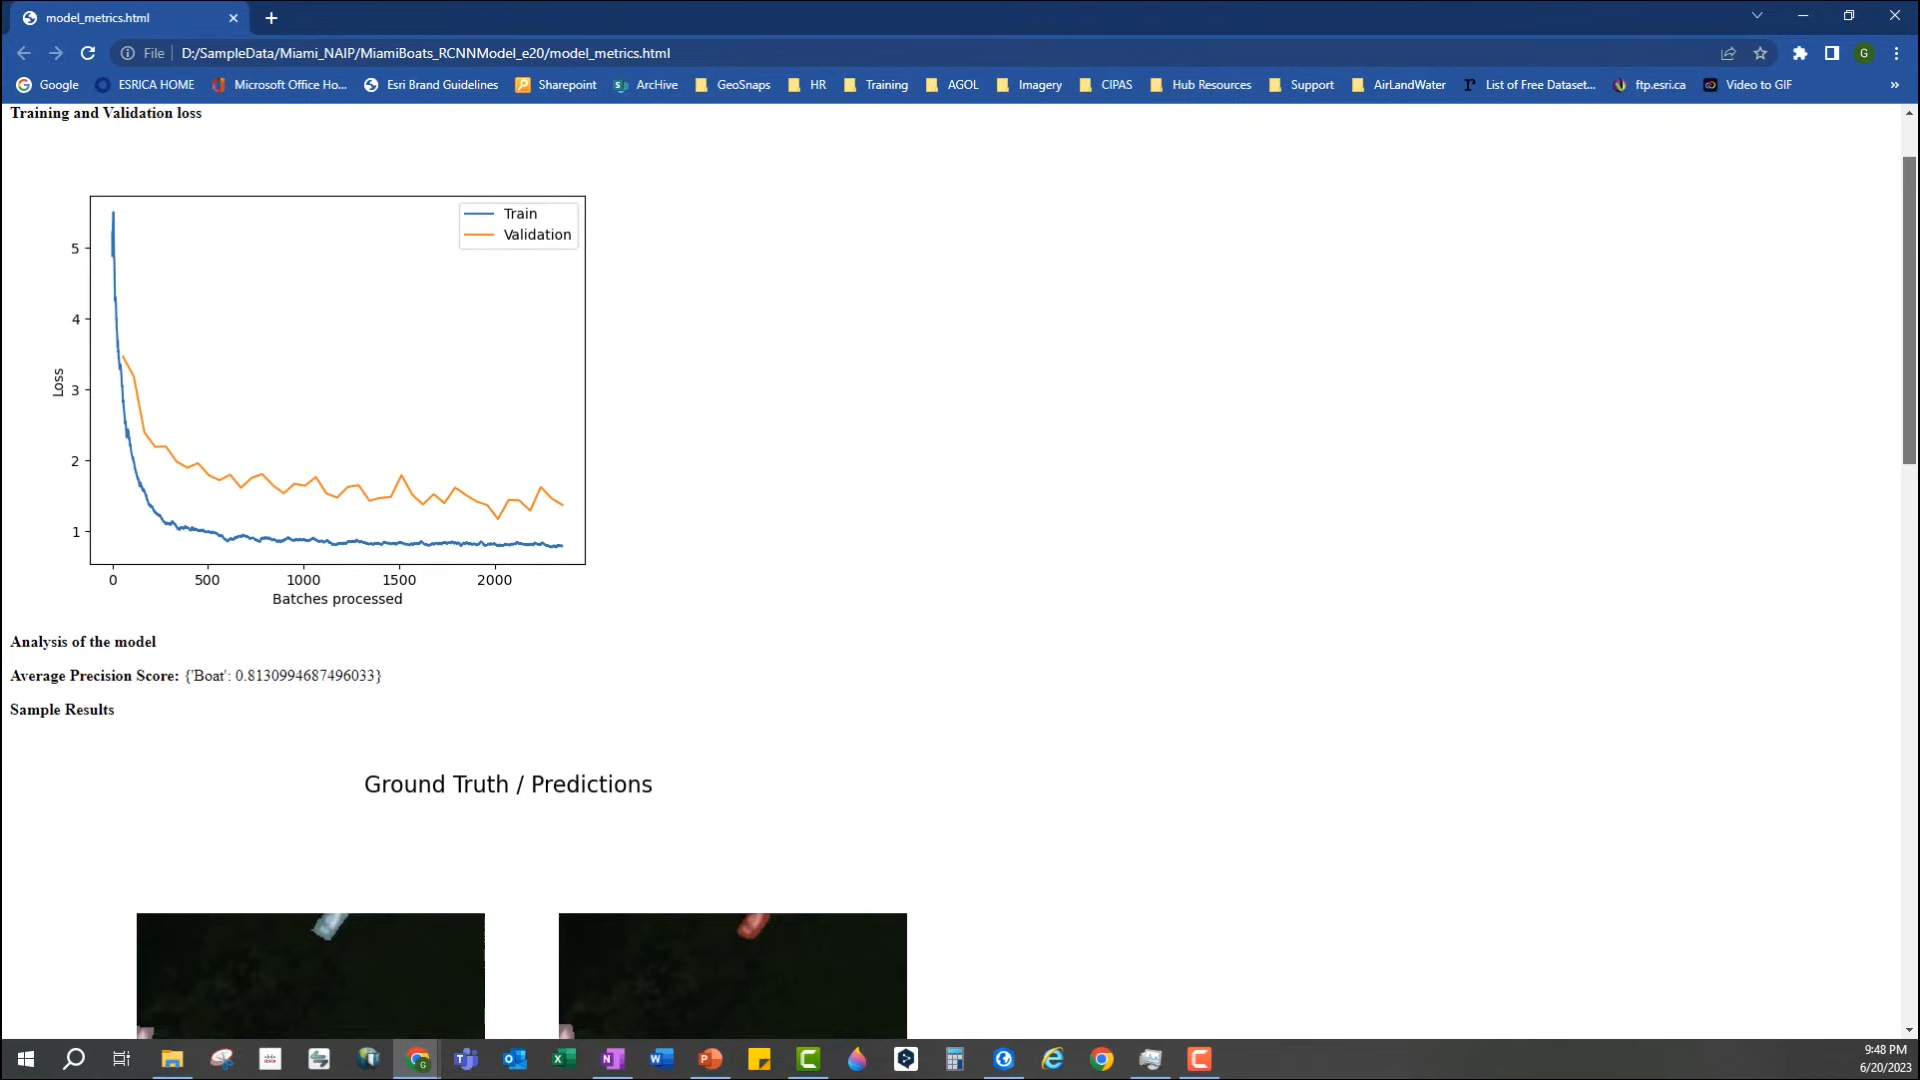 model_metrics.html
File D:/SampleData/Miami_NAIP/MiamiBoats_RCNNModel_e20/model_metrics.html
G
Google ESRICA HOME Microsoft Office Ho... Esri Brand Guidelines Sharepoint ArcHive GeoSnaps HR Training AGOL Imagery CIPAS Hub Resources Support AirLandWater List of Free Dataset... ftp.esri.ca Video to GIF »
Training and Validation loss
Train
Validation
5
4
3
2
1
Loss
0 500 1000 1500 2000
Batches processed
Analysis of the model
Average Precision Score: {'Boat': 0.8130994687496033}
Sample Results
Ground Truth / Predictions
9:48 PM
6/20/2023